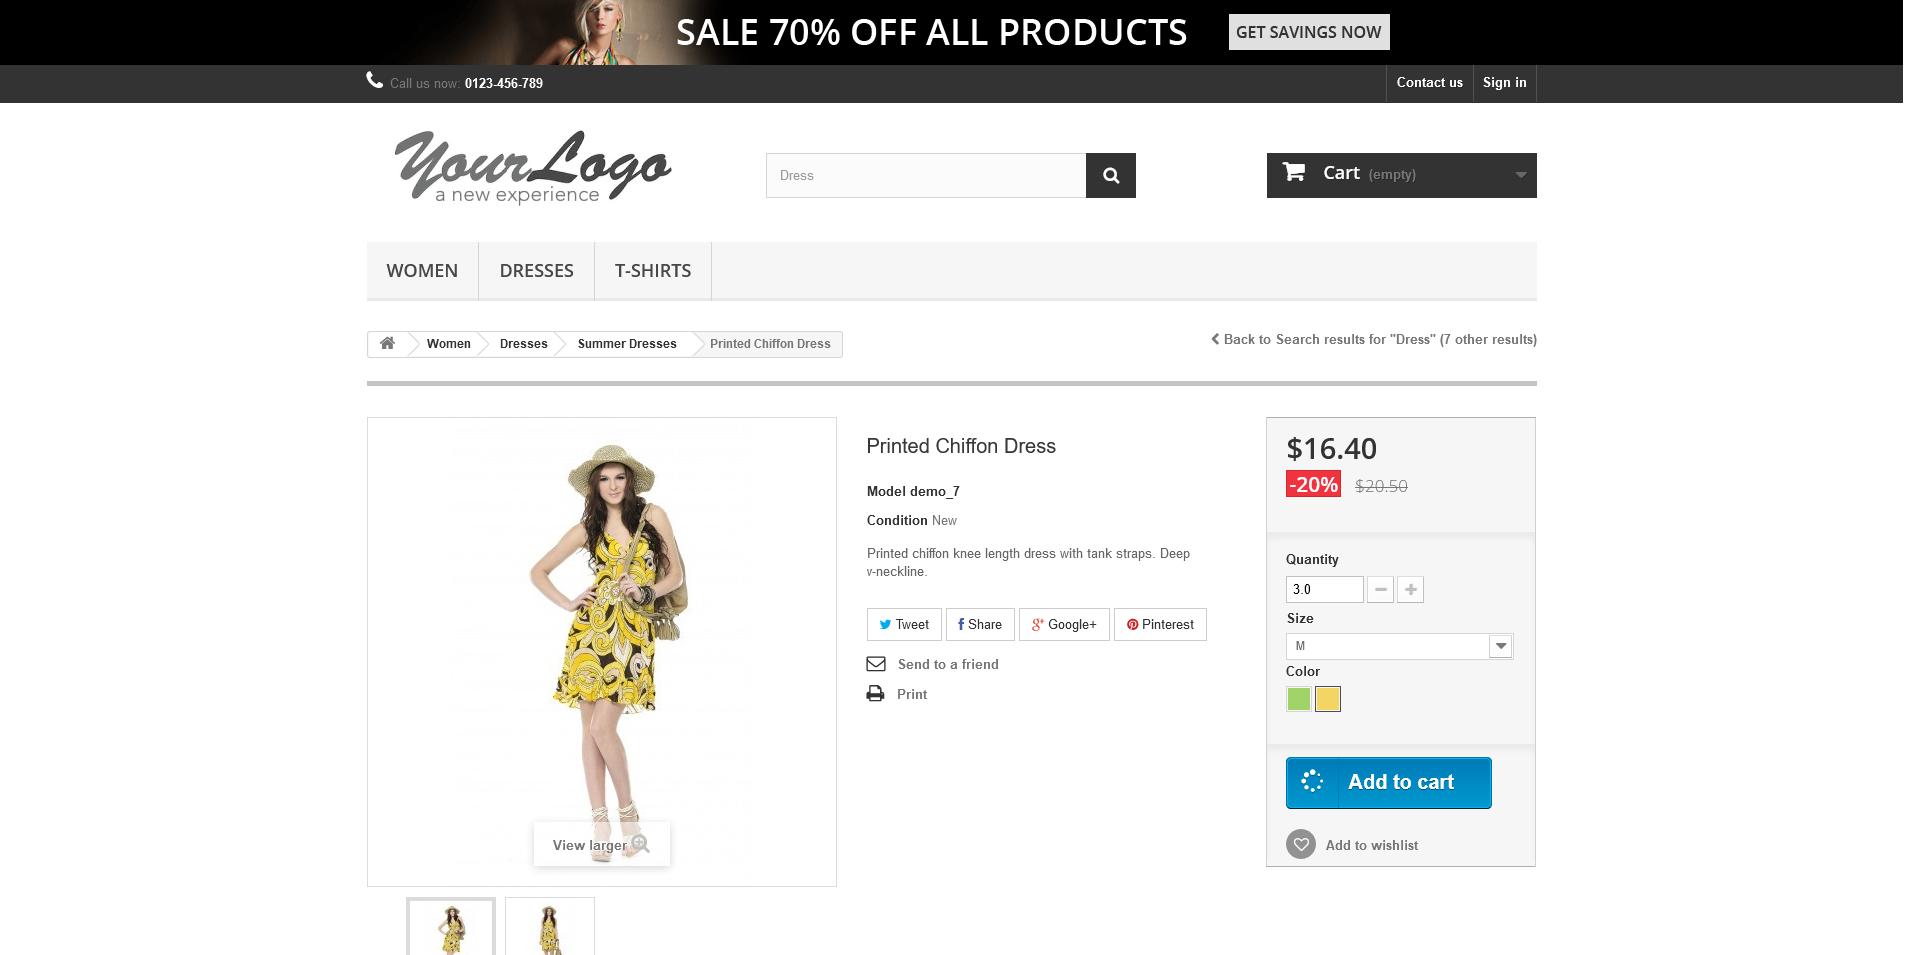 SALE 70% OFF ALL PRODUCTS GET SAVINGS NOW
Call us now: 0123-456-789 Contact us Sign in
YourLogo
a new experience
Dress
Cart (empty)
WOMEN DRESSES T-SHIRTS
Women Dresses Summer Dresses Printed Chiffon Dress
Back to Search results for "Dress" (7 other results)
View larger
Printed Chiffon Dress
Model demo_7
Condition New
Printed chiffon knee length dress with tank straps. Deep
v-neckline.
Tweet Share Google+ Pinterest
Send to a friend
Print
$16.40
-20% $20.50
Quantity
3.0
Size
M
Color
Add to cart
Add to wishlist